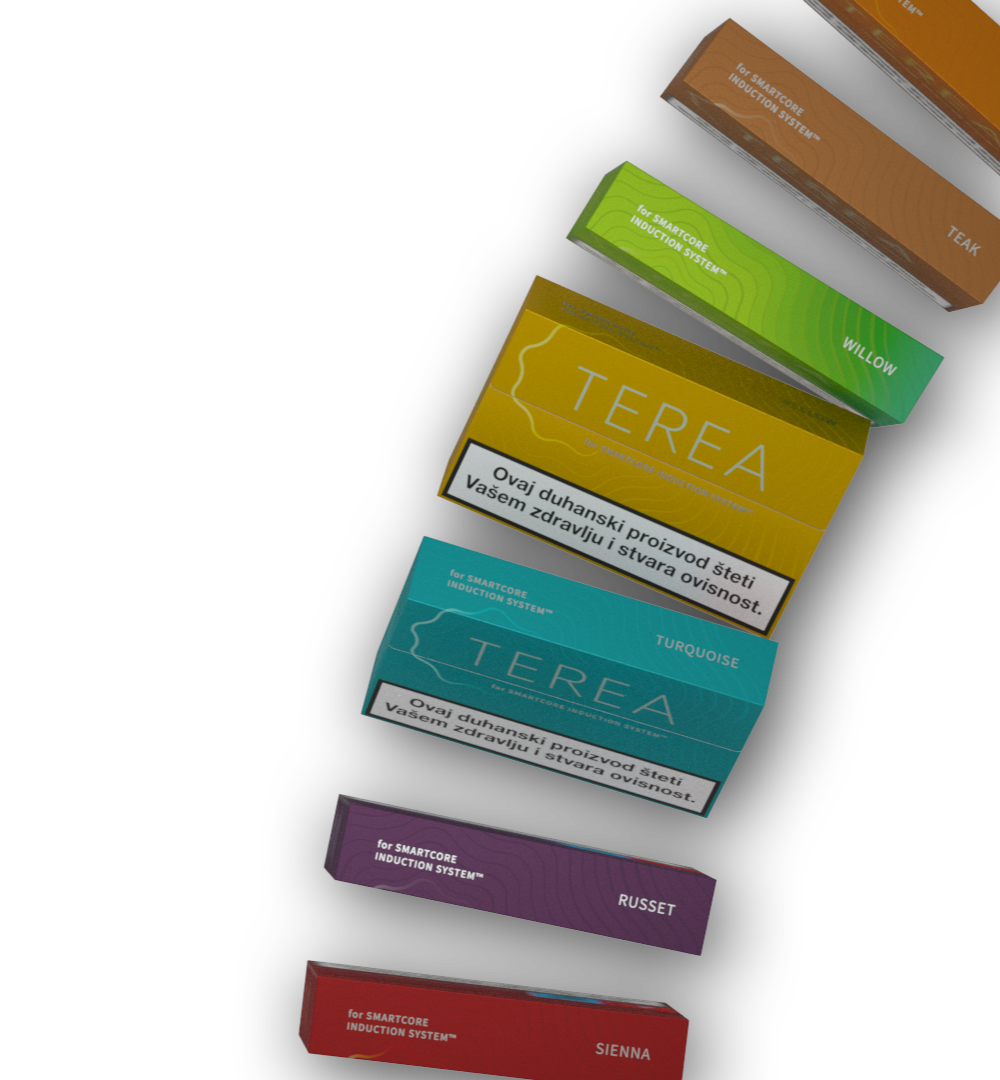 TEM™
for SMARTCORE
INDUCTION SYSTEM™
TEAK
for SMARTCORE
INDUCTION SYSTEM™
WILLOW
YELLOW
TEREA
for SMARTCORE INDUCTION SYSTEM™
Ovaj duhanski proizvod šteti
Vašem zdravlju i stvara ovisnost.
for SMARTCORE
INDUCTION SYSTEM™
TURQUOISE
TEREA
for SMARTCORE INDUCTION SYSTEM™
Ovaj duhanski proizvod šteti
Vašem zdravlju i stvara ovisnost.
for SMARTCORE
INDUCTION SYSTEM™
RUSSET
for SMARTCORE
INDUCTION SYSTEM™
SIENNA